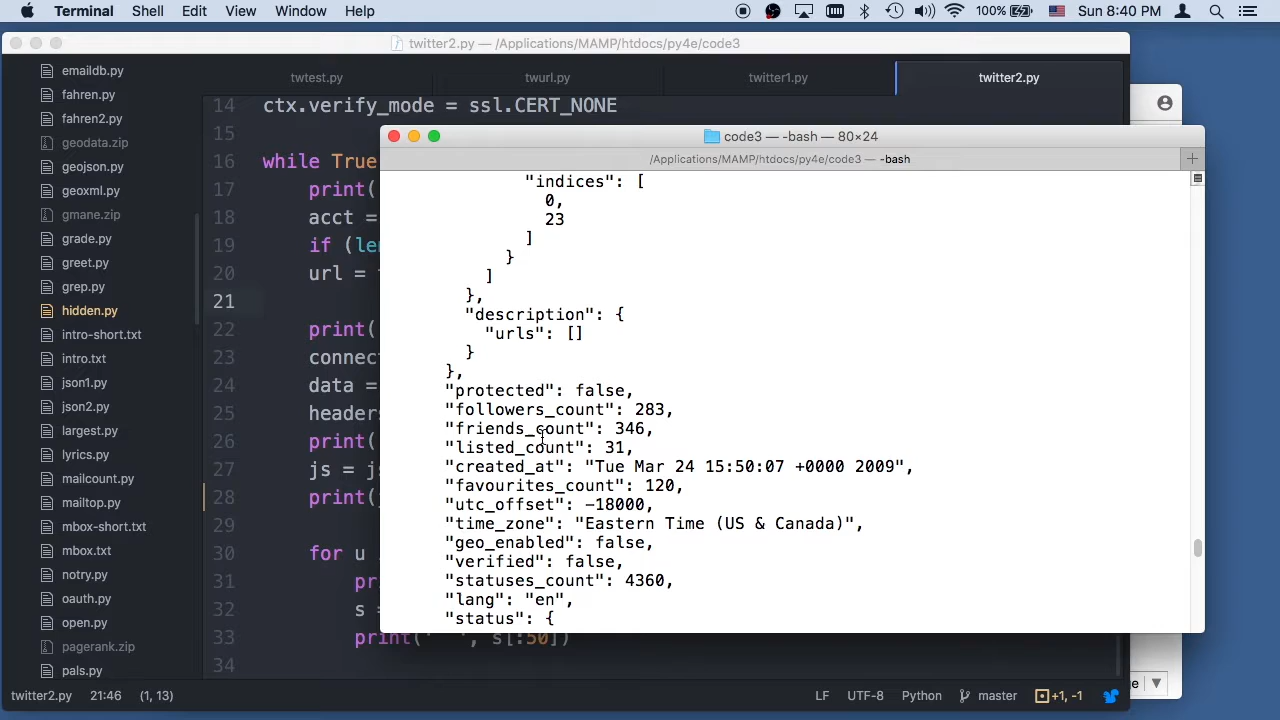 Terminal Shell Edit View Window Help 100% Sun 8:40 PM
twitter2.py — /Applications/MAMP/htdocs/py4e/code3
emaildb.py
fahren.py
fahren2.py
geodata.zip
geojson.py
geoxml.py
gmane.zip
grade.py
greet.py
grep.py
hidden.py
intro-short.txt
intro.txt
json1.py
json2.py
largest.py
lyrics.py
mailcount.py
mailtop.py
mbox-short.txt
mbox.txt
notry.py
oauth.py
open.py
pagerank.zip
pals.py
twtest.py twurl.py twitter1.py twitter2.py
14 ctx.verify_mode = ssl.CERT_NONE
15
16 while True
17 print(
18 acct =
19 if (le
20 url =
21
22 print(
23 connec
24 data =
25 header
26 print(
27 js = j
28 print(
29
30 for u
31 pr
32 s =
33 print(' ', s[:50])
34
code3 — -bash — 80×24
/Applications/MAMP/htdocs/py4e/code3 — -bash
"indices": [
0,
23
]
}
]
},
"description": {
"urls": []
}
},
"protected": false,
"followers_count": 283,
"friends_count": 346,
"listed_count": 31,
"created_at": "Tue Mar 24 15:50:07 +0000 2009",
"favourites_count": 120,
"utc_offset": -18000,
"time_zone": "Eastern Time (US & Canada)",
"geo_enabled": false,
"verified": false,
"statuses_count": 4360,
"lang": "en",
"status": {
e
twitter2.py 21:46 (1, 13) LF UTF-8 Python master +1, -1